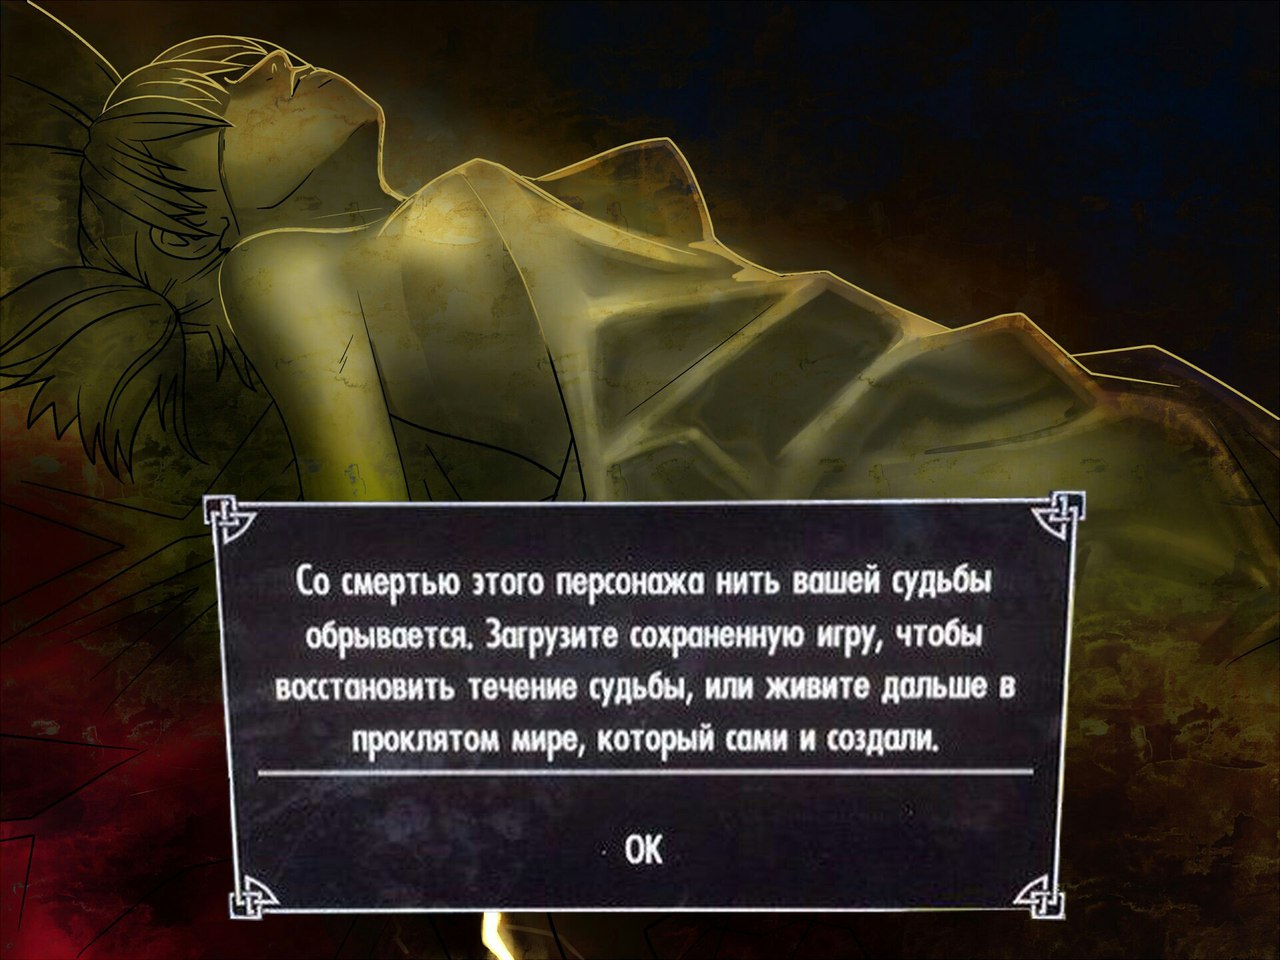 Со смертью этого персонажа нить вашей судьбы
обрывается. Загрузите сохраненную игру, чтобы
восстановить течение судьбы, или живите дальше в
проклятом мире, который сами и создали.
ОК